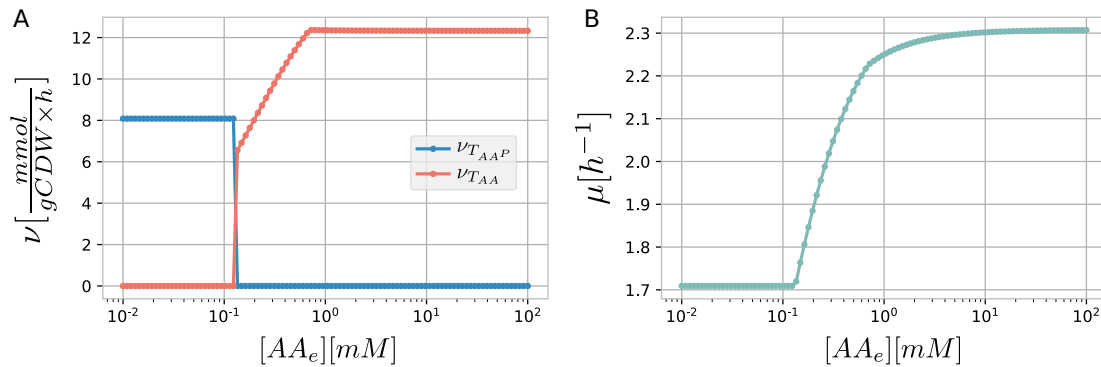 A
12
10
8
6
4
2
0
ν[mmol/gCDW×h]
ν_{T_{AA^P}}
ν_{T_{AA}}
10^{-2} 10^{-1} 10^0 10^1 10^2
[AA_e][mM]
B
2.3
2.2
2.1
2.0
1.9
1.8
1.7
μ[h^{-1}]
10^{-2} 10^{-1} 10^0 10^1 10^2
[AA_e][mM]